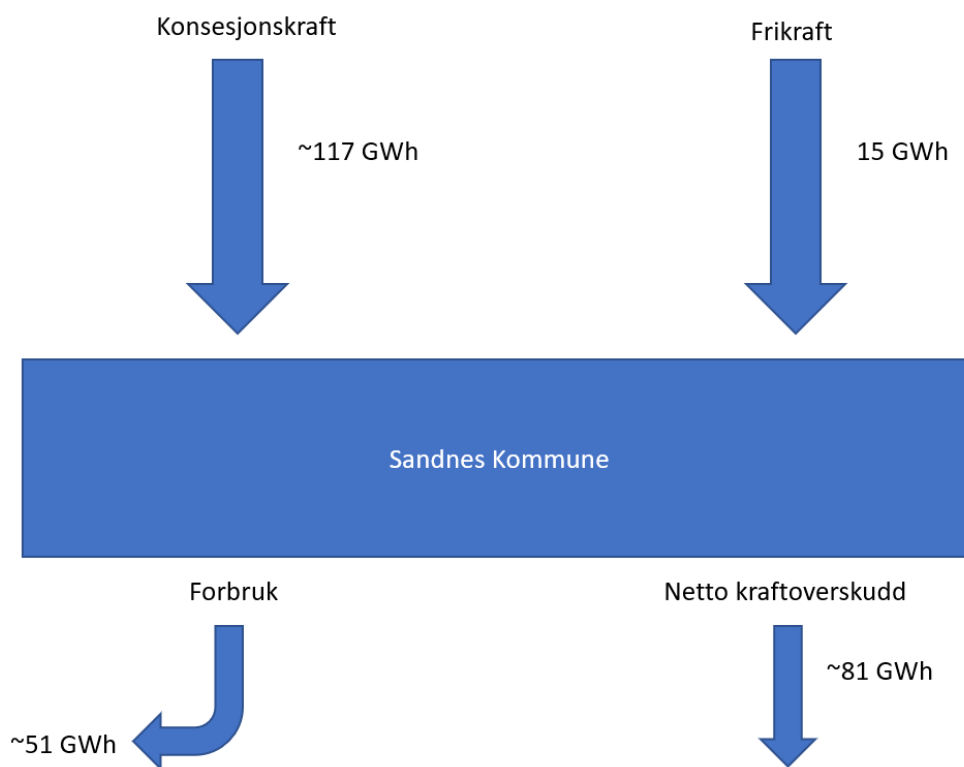 Konsesjonskraft
Frikraft
~117 GWh
15 GWh
Sandnes Kommune
Forbruk
Netto kraftoverskudd
~81 GWh
~51 GWh